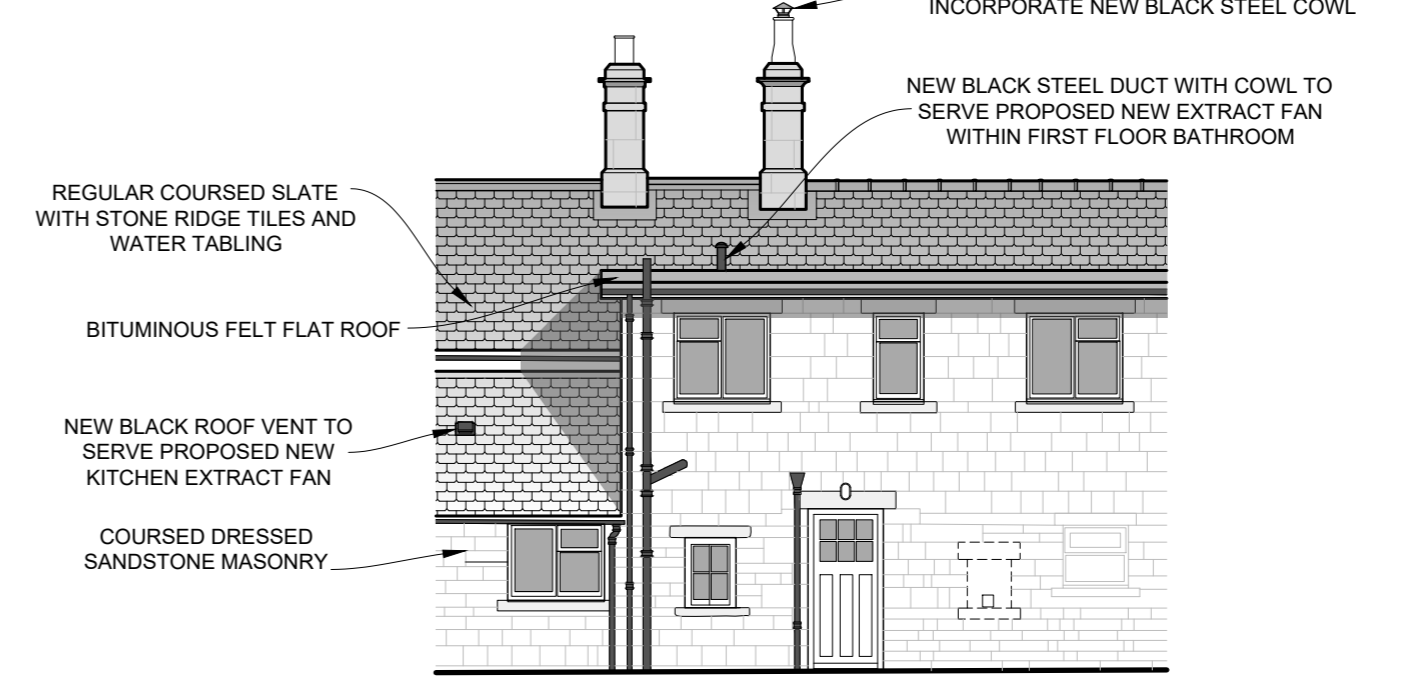 INCORPORATE NEW BLACK STEEL COWL
NEW BLACK STEEL DUCT WITH COWL TO
SERVE PROPOSED NEW EXTRACT FAN
WITHIN FIRST FLOOR BATHROOM
REGULAR COURSED SLATE
WITH STONE RIDGE TILES AND
WATER TABLING
BITUMINOUS FELT FLAT ROOF
NEW BLACK ROOF VENT TO
SERVE PROPOSED NEW
KITCHEN EXTRACT FAN
COURSED DRESSED
SANDSTONE MASONRY